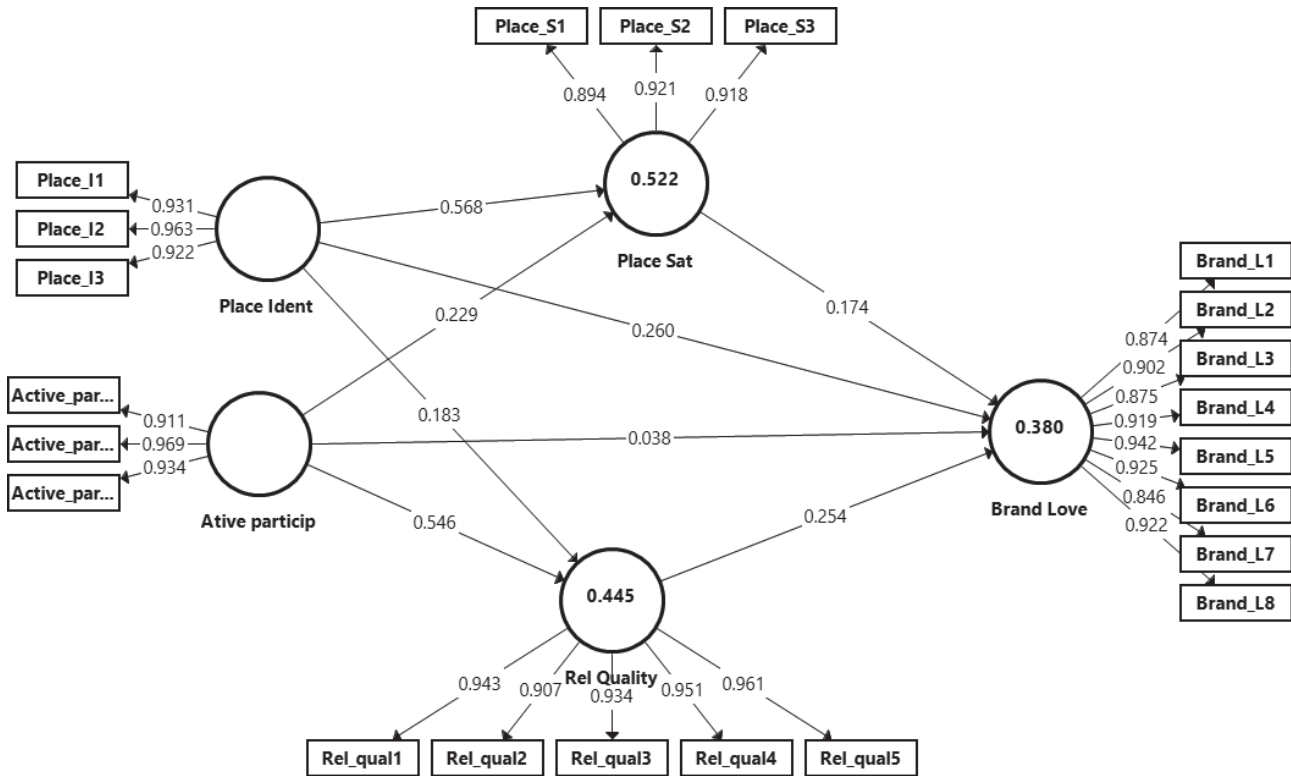 Place_S1
Place_S2
Place_S3
0.894
0.921
0.918
0.522
Place Sat
Place_I1
Place_I2
Place_I3
0.931
0.963
0.922
Place Ident
0.568
0.229
0.260
0.174
0.183
0.038
0.546
0.254
Active_par...
Active_par...
Active_par...
0.911
0.969
0.934
Ative particip
0.380
Brand Love
0.874
0.902
0.875
0.919
0.942
0.925
0.846
0.922
Brand_L1
Brand_L2
Brand_L3
Brand_L4
Brand_L5
Brand_L6
Brand_L7
Brand_L8
0.445
Rel Quality
0.943
0.907
0.934
0.951
0.961
Rel_qual1
Rel_qual2
Rel_qual3
Rel_qual4
Rel_qual5